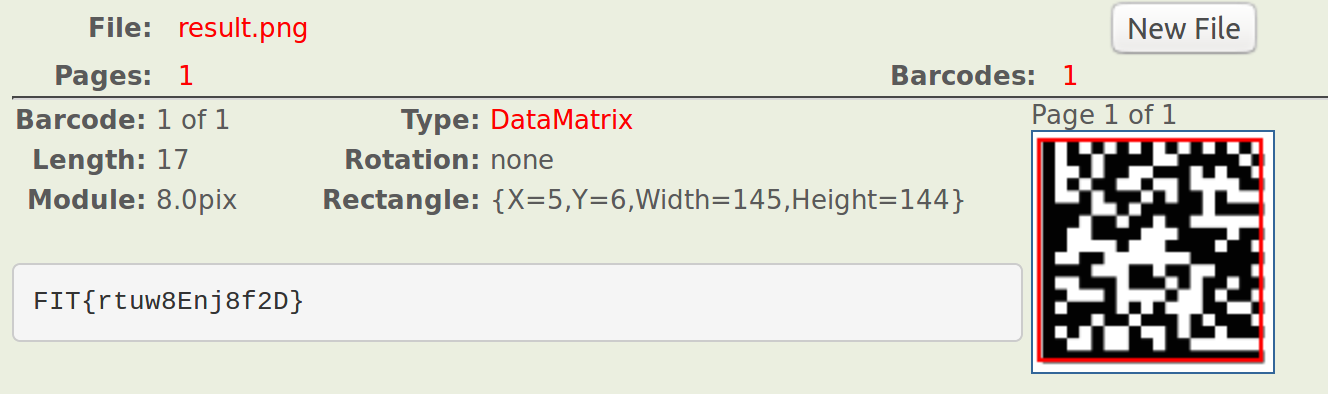 File: result.png New File
Pages: 1 Barcodes: 1
Barcode: 1 of 1 Type: DataMatrix Page 1 of 1
Length: 17 Rotation: none
Module: 8.0pix Rectangle: {X=5,Y=6,Width=145,Height=144}
FIT{rtuw8Enj8f2D}